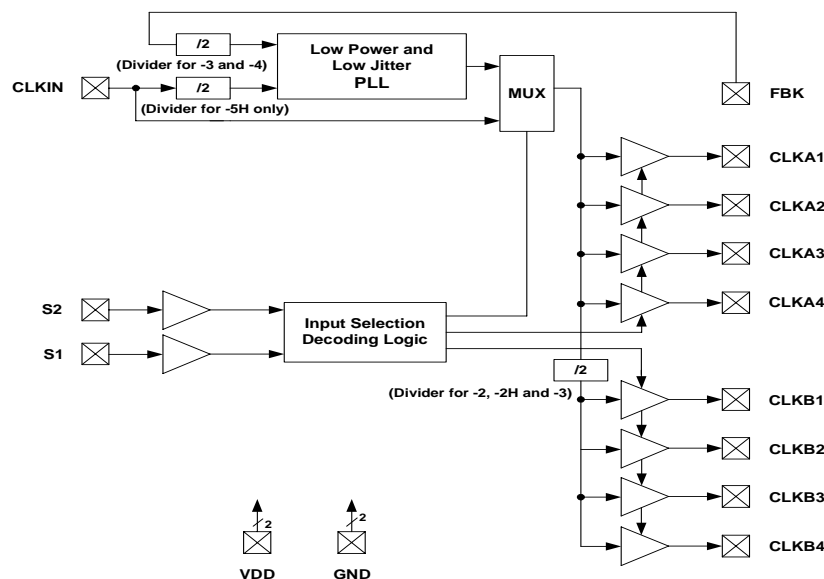 /2
(Divider for -3 and -4)
Low Power and
Low Jitter
PLL
MUX
CLKIN
/2
(Divider for -5H only)
FBK
CLKA1
CLKA2
CLKA3
CLKA4
S2
S1
Input Selection
Decoding Logic
/2
(Divider for -2, -2H and -3)
CLKB1
CLKB2
CLKB3
CLKB4
2
2
VDD
GND